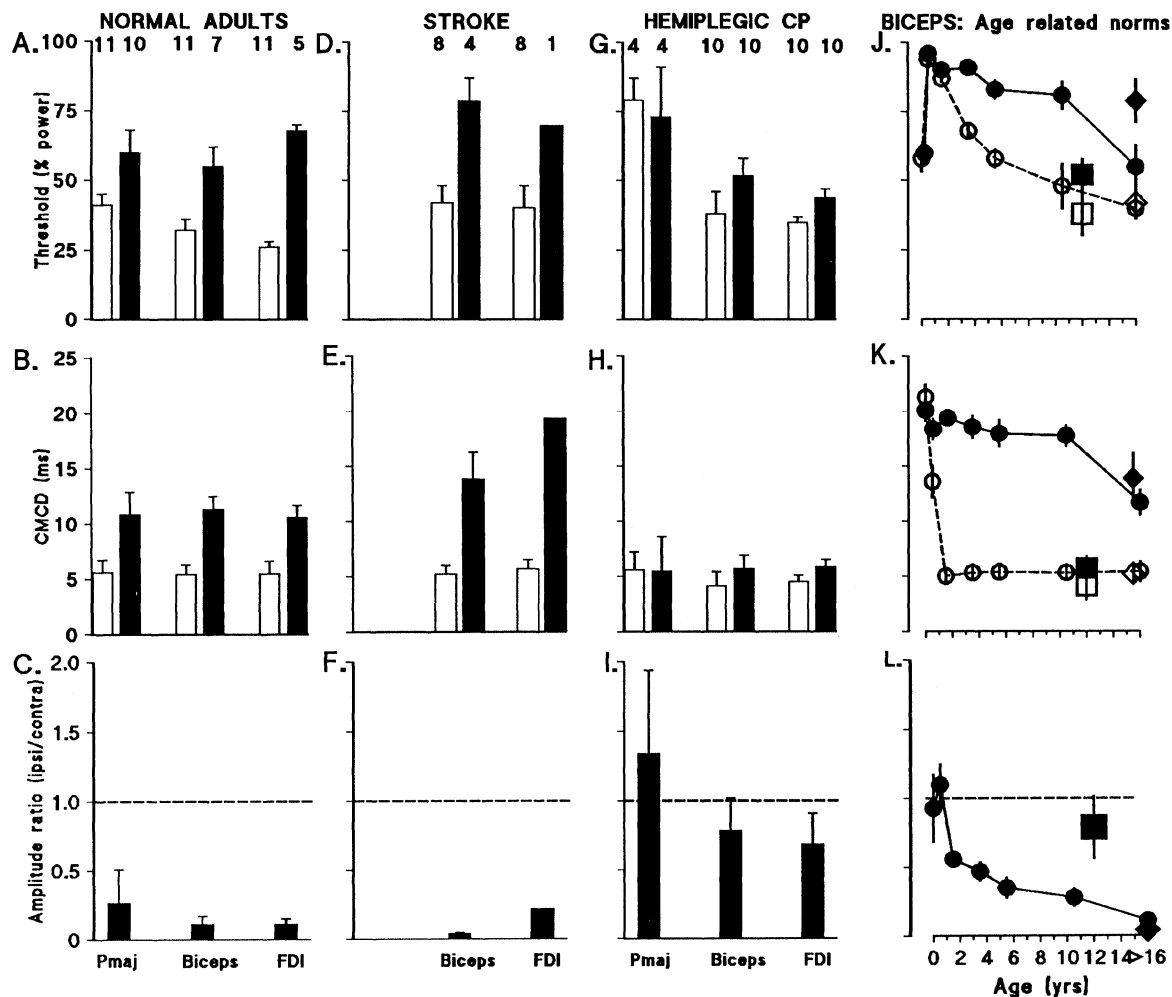 NORMAL ADULTS STROKE HEMIPLEGIC CP BICEPS: Age related norms
A. 11 10 11 7 11 5 D. 8 4 8 1 G. 4 4 10 10 10 10 J.
100
75
50
25
0
Threshold (% power)
B. E. H. K.
25
20
15
10
5
0
CMCD (ms)
C. F. I. L.
2.0
1.5
1.0
0.5
0
Amplitude ratio (ipsi/contra)
Pmaj Biceps FDI Biceps FDI Pmaj Biceps FDI 0 2 4 6 8 10 12 14 >16
Age (yrs)